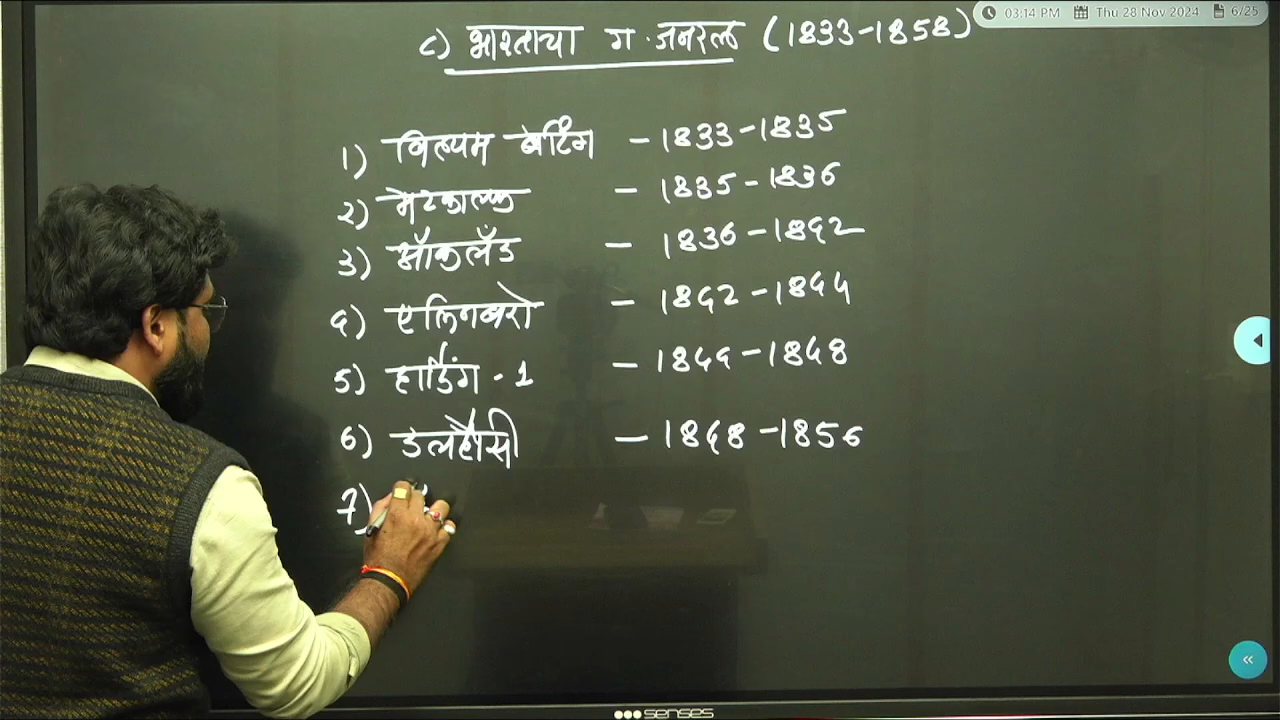 03:14 PM Thu 28 Nov 2024 6/25
c) भारताचा ग. जनरल (1833-1858)
1) विल्यम बेंटिंग - 1833-1835
2) मेटकाल्फ - 1835-1836
3) ऑकलँड - 1836-1842
4) एलिनबरो - 1842-1844
5) हार्डिंग - 1 - 1844-1848
6) डलहौसी - 1848-1856
7)
senses